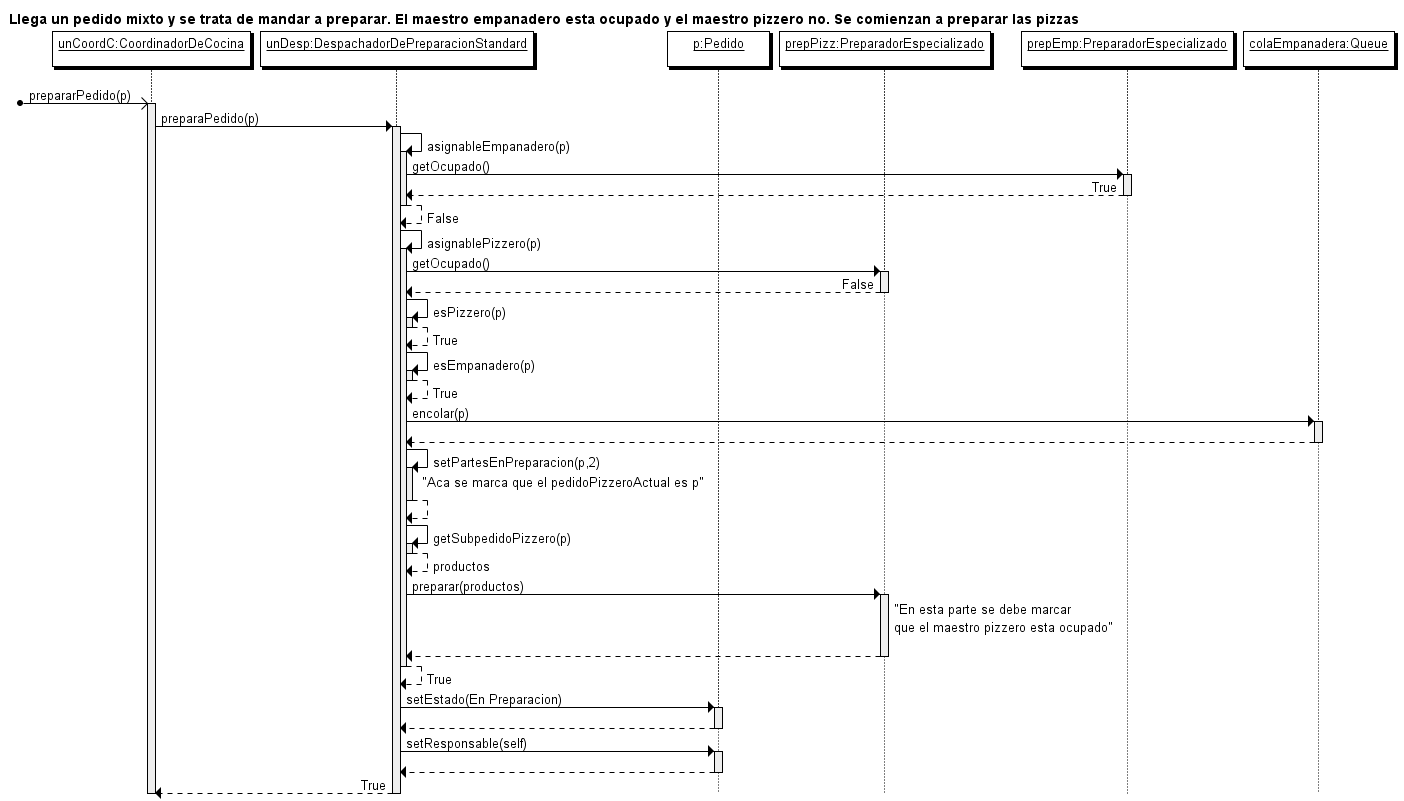 Llega un pedido mixto y se trata de mandar a preparar. El maestro empanadero esta ocupado y el maestro pizzero no. Se comienzan a preparar las pizzas
unCoordC:CoordinadorDeCocina
unDesp:DespachadorDePreparacionStandard
p:Pedido
prepPizz:PreparadorEspecializado
prepEmp:PreparadorEspecializado
colaEmpanadera:Queue
prepararPedido(p)
preparaPedido(p)
asignableEmpanadero(p)
getOcupado()
True
False
asignablePizzero(p)
getOcupado()
False
esPizzero(p)
True
esEmpanadero(p)
True
encolar(p)
setPartesEnPreparacion(p,2)
"Aca se marca que el pedidoPizzeroActual es p"
getSubpedidoPizzero(p)
productos
preparar(productos)
"En esta parte se debe marcar
que el maestro pizzero esta ocupado"
True
setEstado(En Preparacion)
setResponsable(self)
True